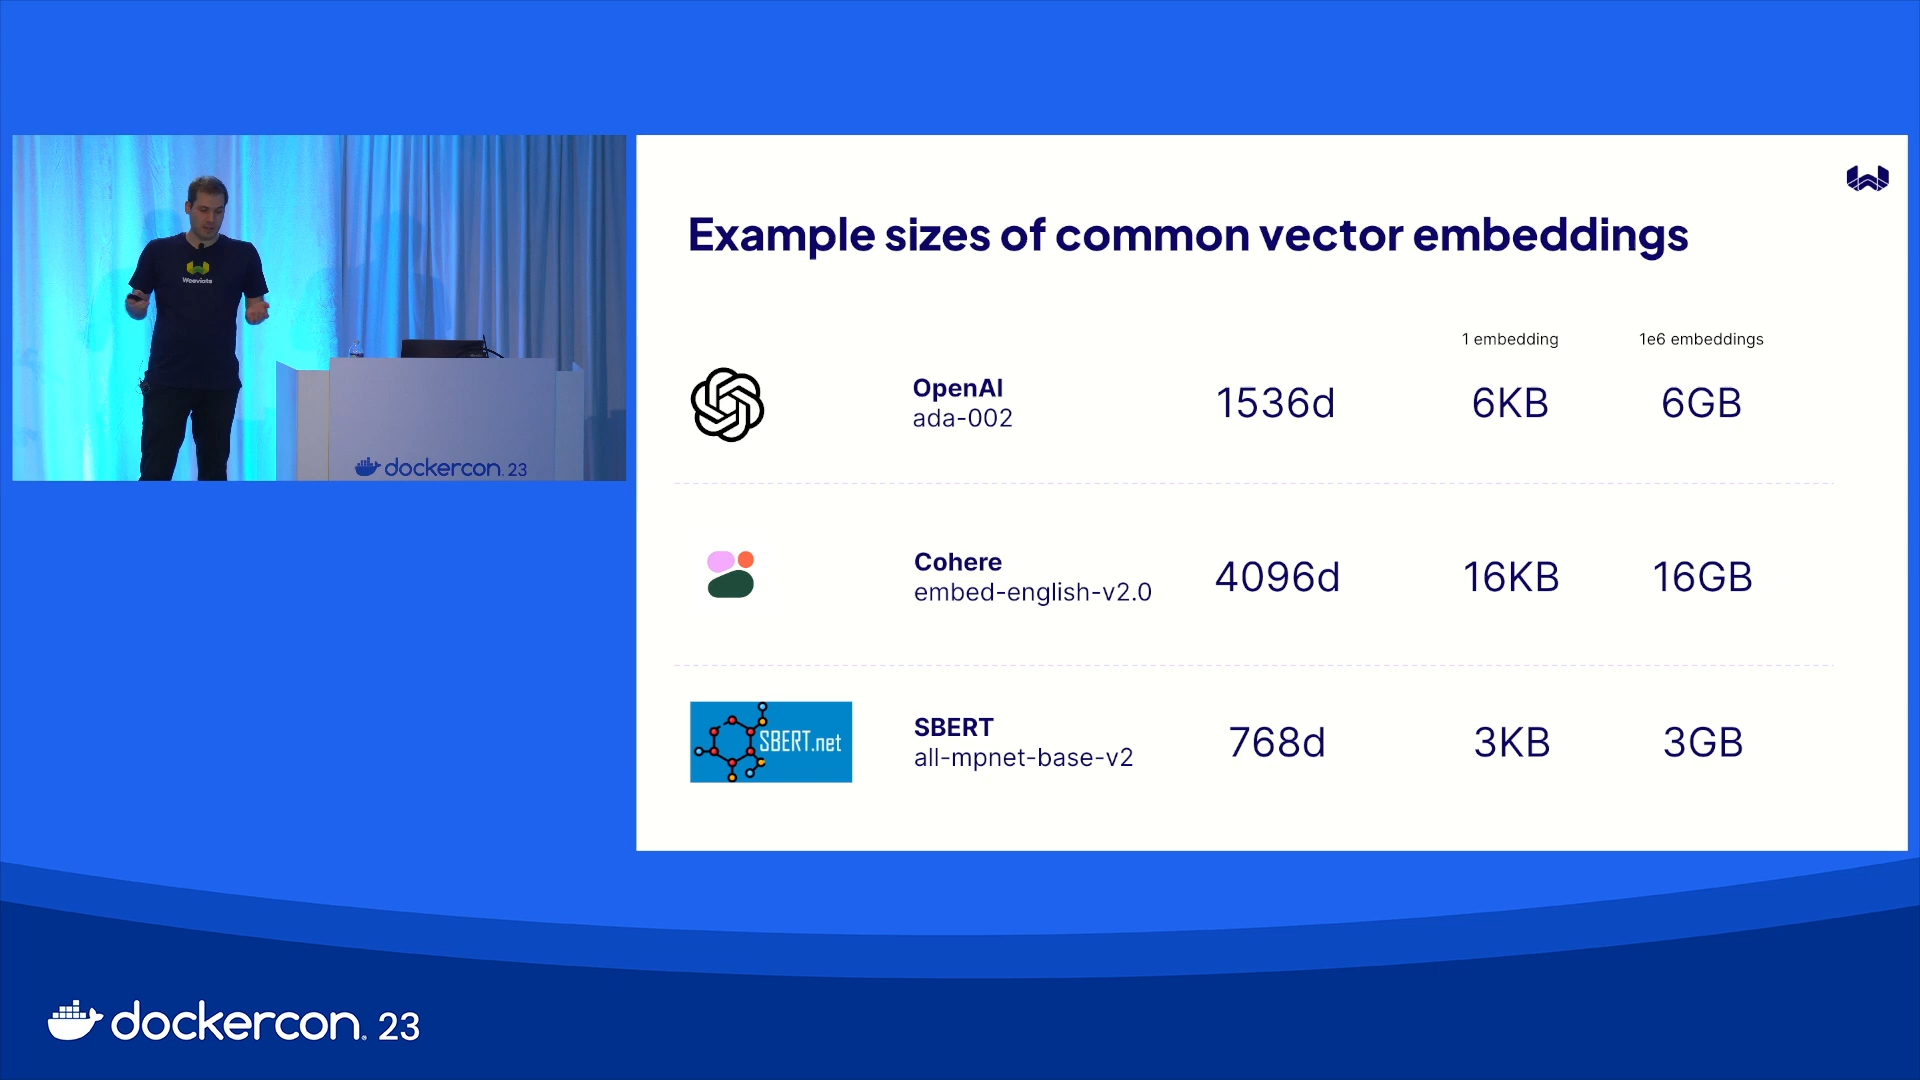 Weaviate
dockercon. 23
Example sizes of common vector embeddings
1 embedding
1e6 embeddings
OpenAI
ada-002
1536d
6KB
6GB
Cohere
embed-english-v2.0
4096d
16KB
16GB
SBERT.net
SBERT
all-mpnet-base-v2
768d
3KB
3GB
dockercon. 23